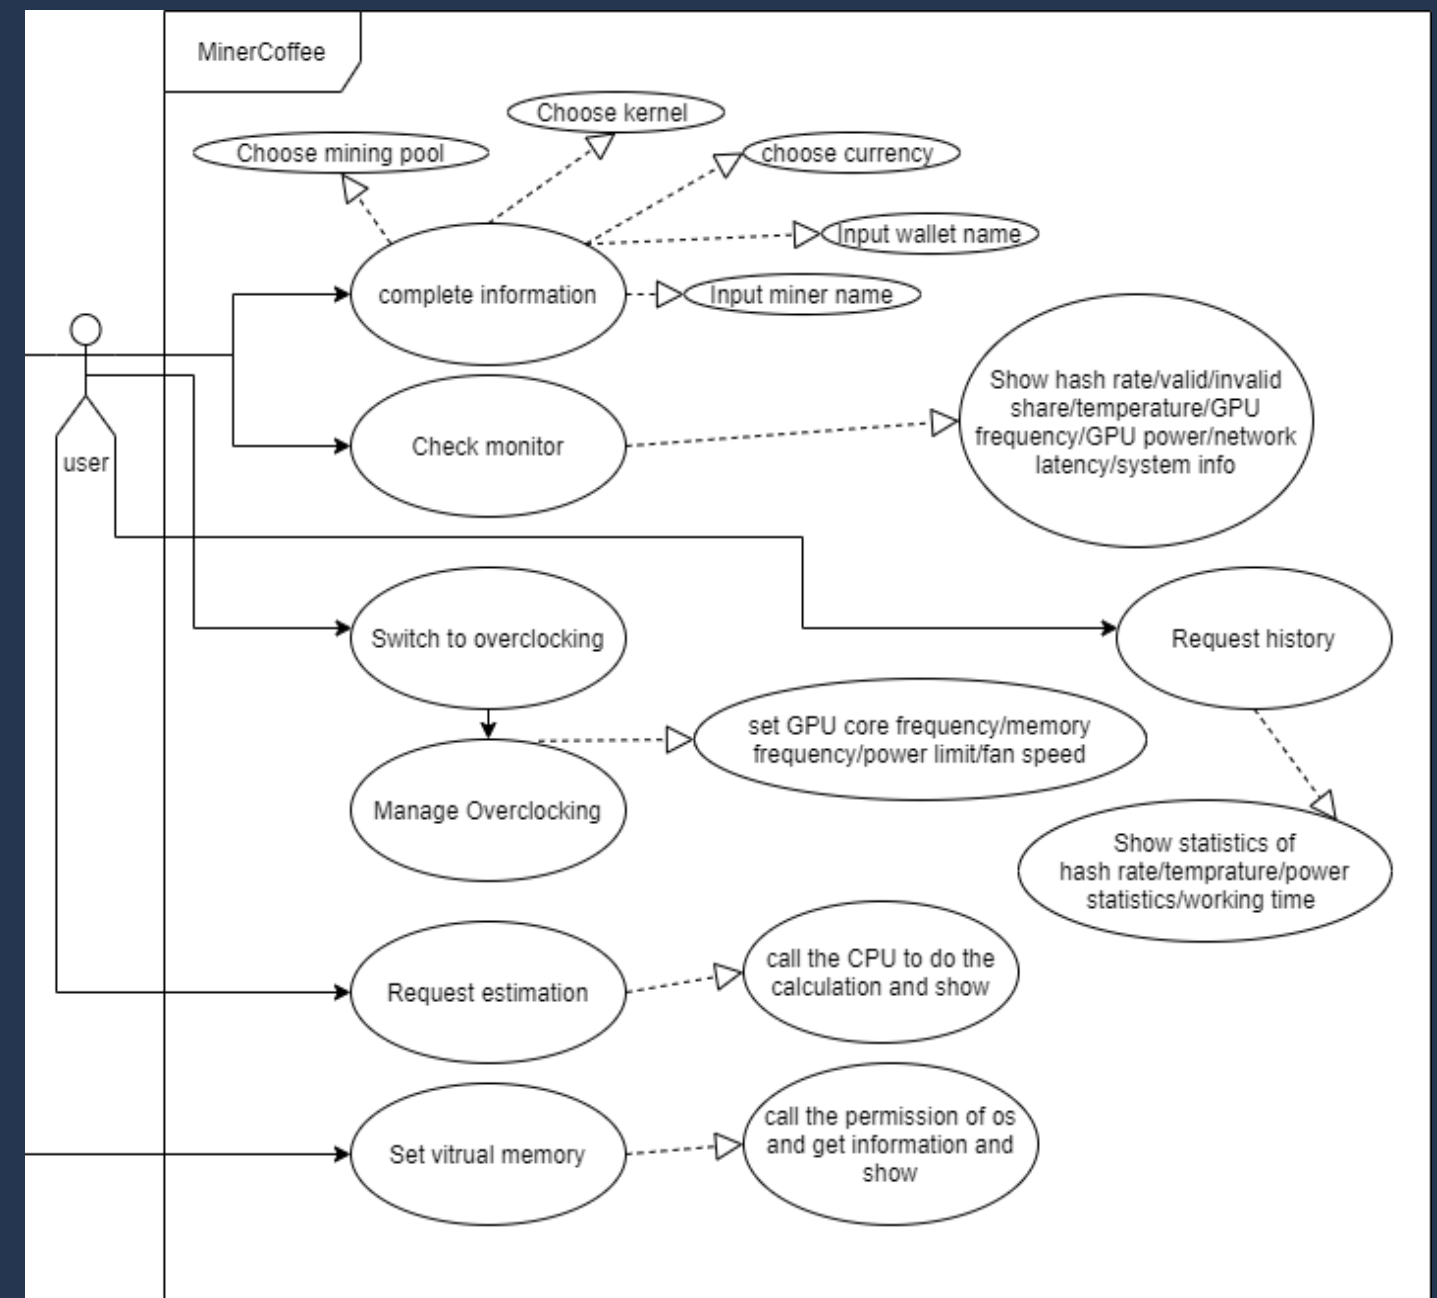 MinerCoffee
Choose kernel
Choose mining pool
choose currency
Input wallet name
complete information
Input miner name
Show hash rate/valid/invalid
share/temperature/GPU
frequency/GPU power/network
latency/system info
Check monitor
user
Switch to overclocking
Request history
set GPU core frequency/memory
frequency/power limit/fan speed
Manage Overclocking
Show statistics of
hash rate/temprature/power
statistics/working time
call the CPU to do the
calculation and show
Request estimation
call the permission of os
and get information and
show
Set vitrual memory